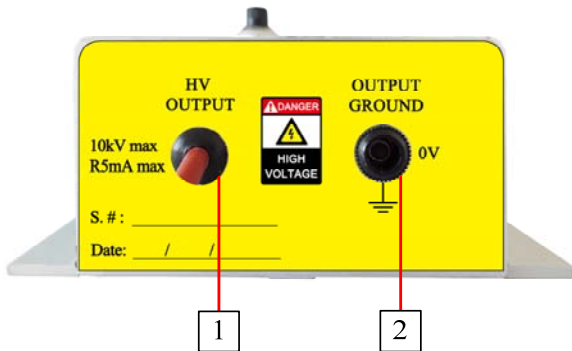 HV
OUTPUT
10kV max
R5mA max
DANGER
HIGH
VOLTAGE
OUTPUT
GROUND
0V
S. # :
Date: / /
1
2